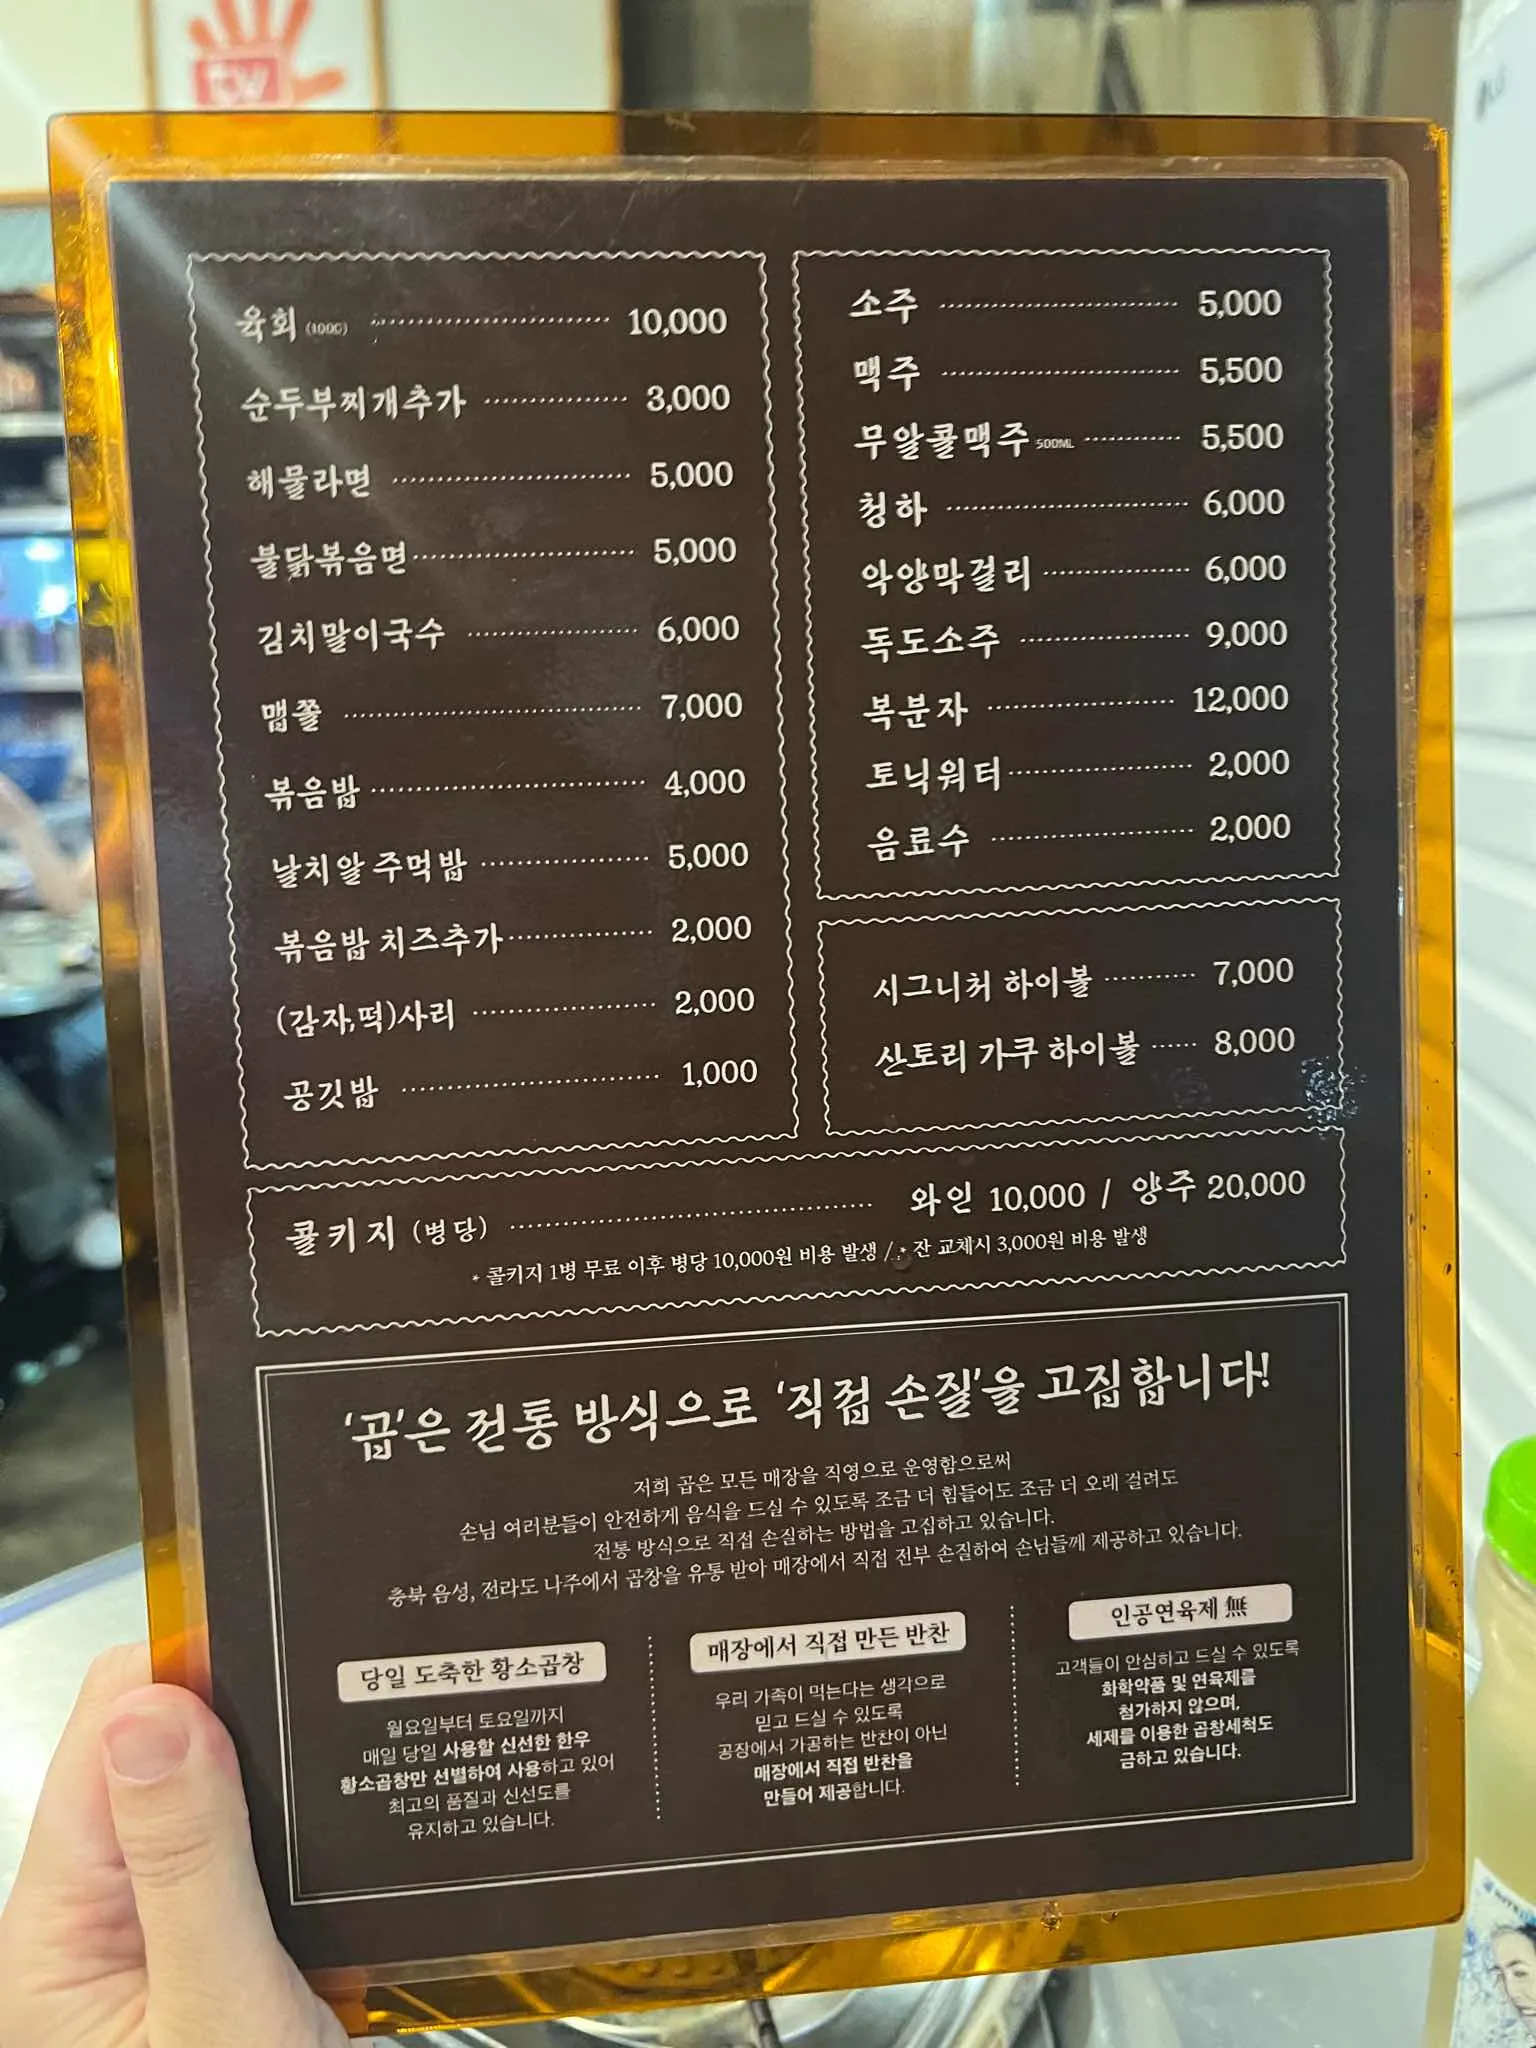 육회 (100G) 10,000
순두부찌개추가 3,000
해물라면 5,000
불닭볶음면 5,000
김치말이국수 6,000
맵쫄 7,000
볶음밥 4,000
날치알 주먹밥 5,000
볶음밥 치즈추가 2,000
(감자,떡)사리 2,000
공깃밥 1,000
소주 5,000
맥주 5,500
무알콜맥주 500ML 5,500
청하 6,000
악양막걸리 6,000
독도소주 9,000
복분자 12,000
토닉워터 2,000
음료수 2,000
시그니처 하이볼 7,000
산토리 가쿠 하이볼 8,000
콜키지 (병당) 와인 10,000 / 양주 20,000
* 콜키지 1병 무료 이후 병당 10,000원 비용 발생 / * 잔 교체시 3,000원 비용 발생
'곱'은 전통 방식으로 '직접 손질'을 고집합니다!
저희 곱은 모든 매장을 직영으로 운영함으로써
손님 여러분들이 안전하게 음식을 드실 수 있도록 조금 더 힘들어도 조금 더 오래 걸려도
전통 방식으로 직접 손질하는 방법을 고집하고 있습니다.
충북 음성, 전라도 나주에서 곱창을 유통 받아 매장에서 직접 전부 손질하여 손님들께 제공하고 있습니다.
당일 도축한 황소곱창
월요일부터 토요일까지
매일 당일 사용할 신선한 한우
황소곱창만 선별하여 사용하고 있어
최고의 품질과 신선도를
유지하고 있습니다.
매장에서 직접 만든 반찬
우리 가족이 먹는다는 생각으로
믿고 드실 수 있도록
공장에서 가공하는 반찬이 아닌
매장에서 직접 반찬을
만들어 제공합니다.
인공연육제 無
고객들이 안심하고 드실 수 있도록
화학약품 및 연육제를
첨가하지 않으며,
세제를 이용한 곱창세척도
금하고 있습니다.